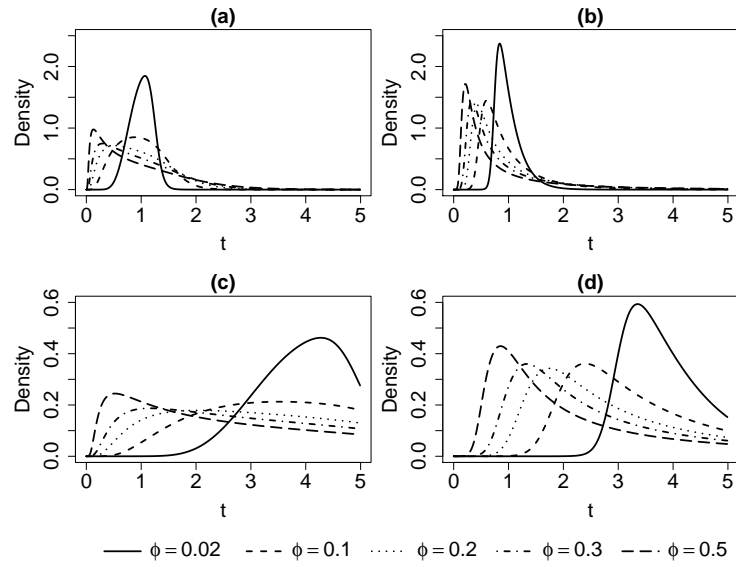 (a)
Density
0.0 1.0 2.0
0 1 2 3 4 5
t
(b)
Density
0.0 1.0 2.0
0 1 2 3 4 5
t
(c)
Density
0.0 0.2 0.4 0.6
0 1 2 3 4 5
t
(d)
Density
0.0 0.2 0.4 0.6
0 1 2 3 4 5
t
ϕ = 0.02 ϕ = 0.1 ϕ = 0.2 ϕ = 0.3 ϕ = 0.5